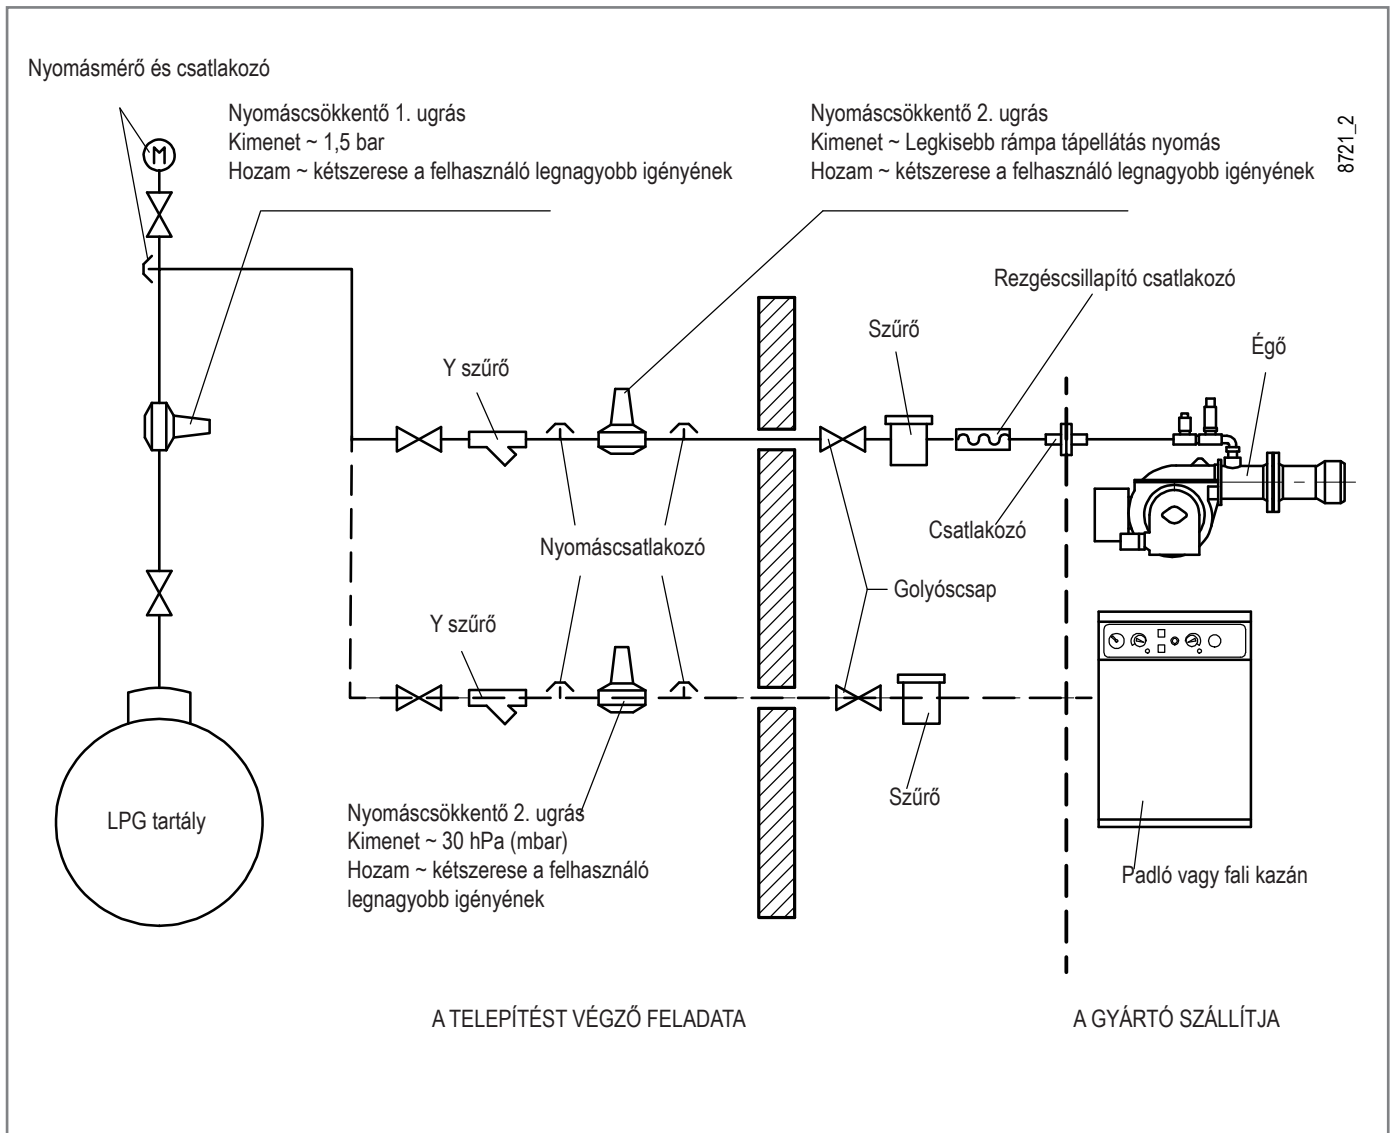 Nyomásmérő és csatlakozó
Nyomáscsökkentő 1. ugrás
Kimenet ~ 1,5 bar
Hozam ~ kétszerese a felhasználó legnagyobb igényének
Nyomáscsökkentő 2. ugrás
Kimenet ~ Legkisebb rámpa tápellátás nyomás
Hozam ~ kétszerese a felhasználó legnagyobb igényének
8721_2
M
Rezgéscsillapító csatlakozó
Szűrő
Égő
Y szűrő
Csatlakozó
Nyomáscsatlakozó
Golyóscsap
Y szűrő
Szűrő
LPG tartály
Nyomáscsökkentő 2. ugrás
Kimenet ~ 30 hPa (mbar)
Hozam ~ kétszerese a felhasználó
legnagyobb igényének
Padló vagy fali kazán
A TELEPÍTÉST VÉGZŐ FELADATA
A GYÁRTÓ SZÁLLÍTJA